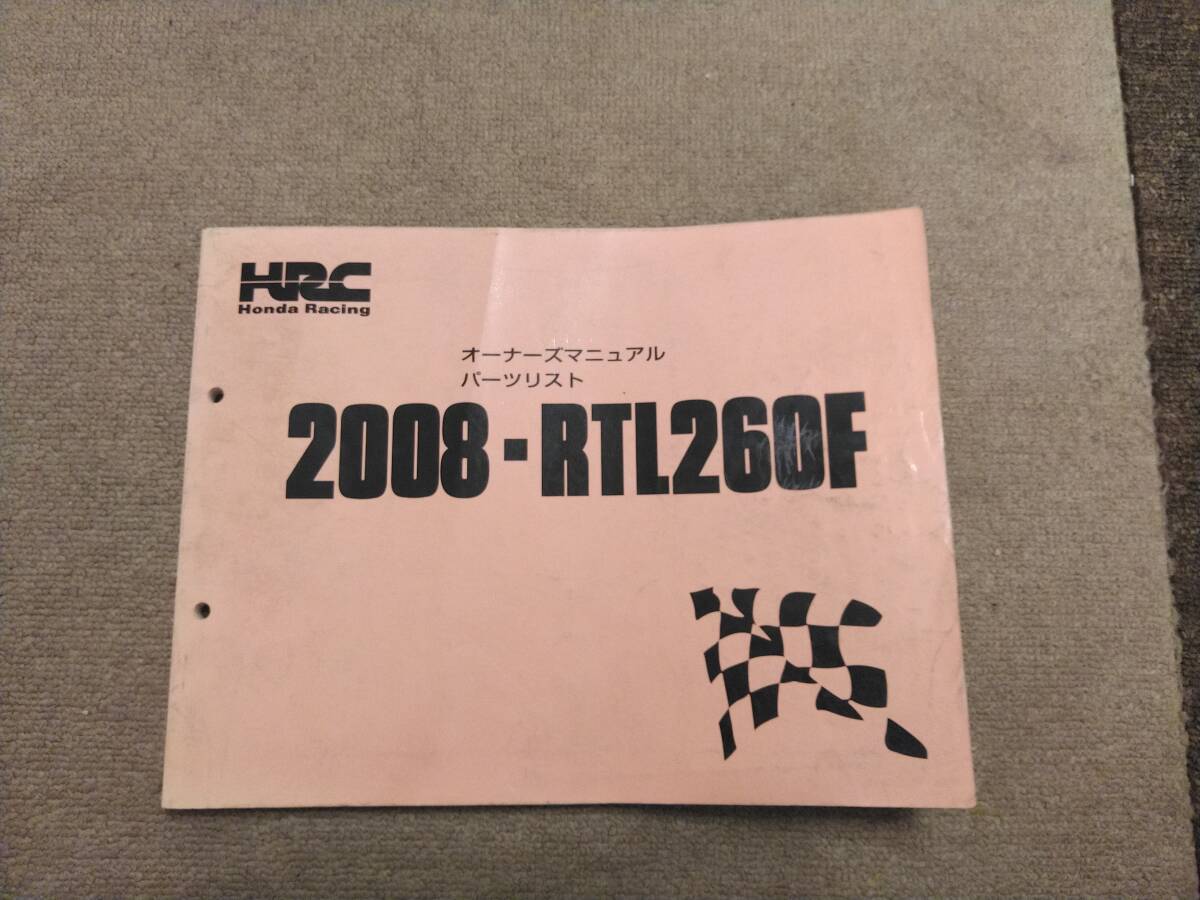 HRC
Honda Racing
オーナーズマニュアル
パーツリスト
2008-RTL260F